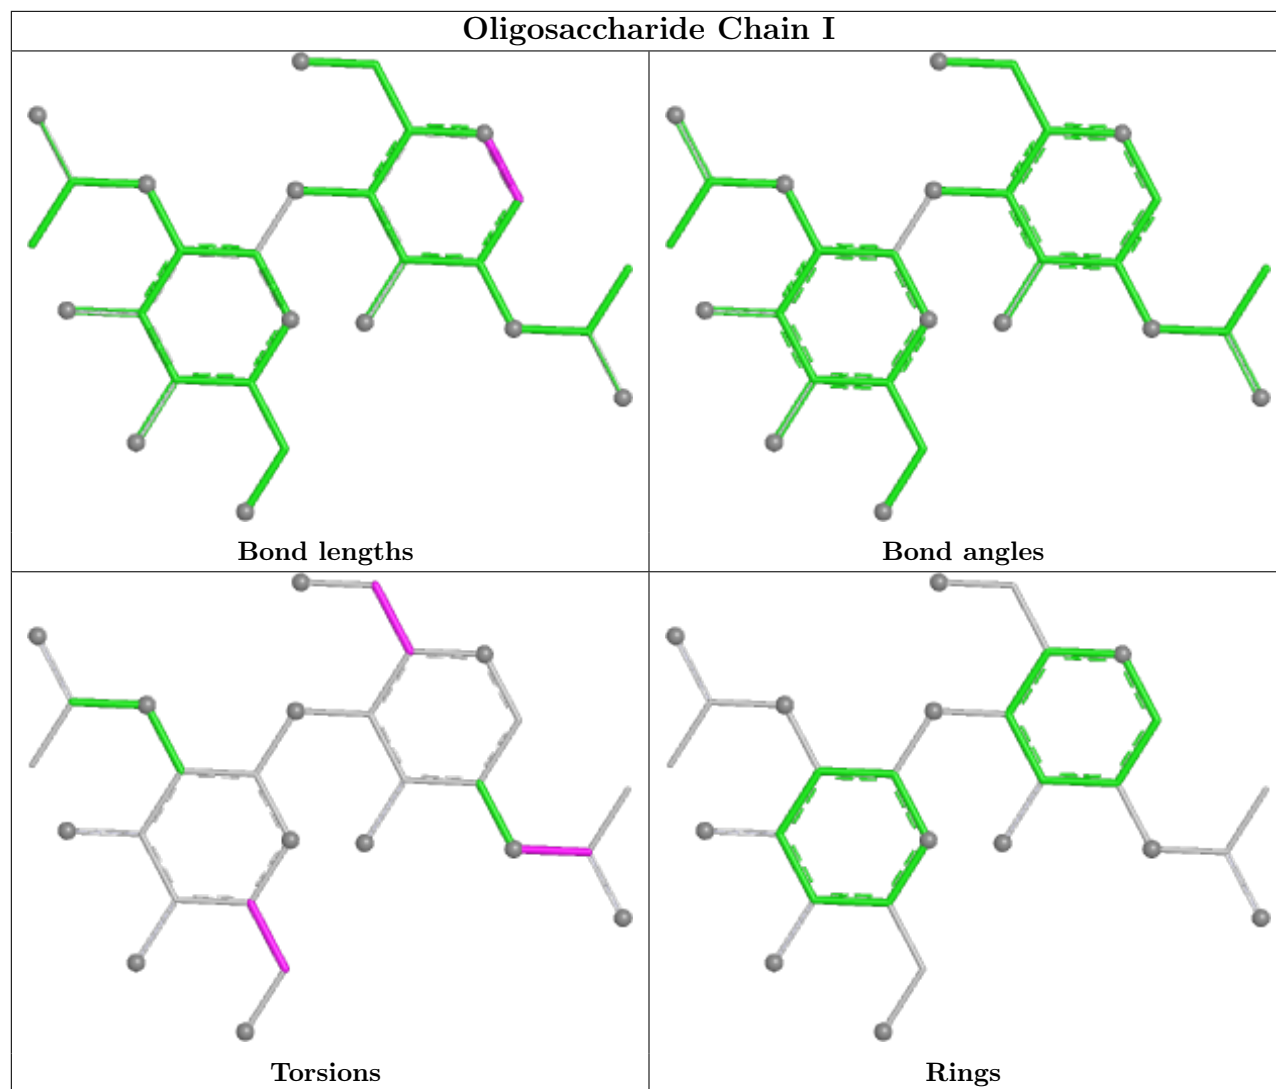 Oligosaccharide Chain I
Bond lengths
Bond angles
Torsions
Rings